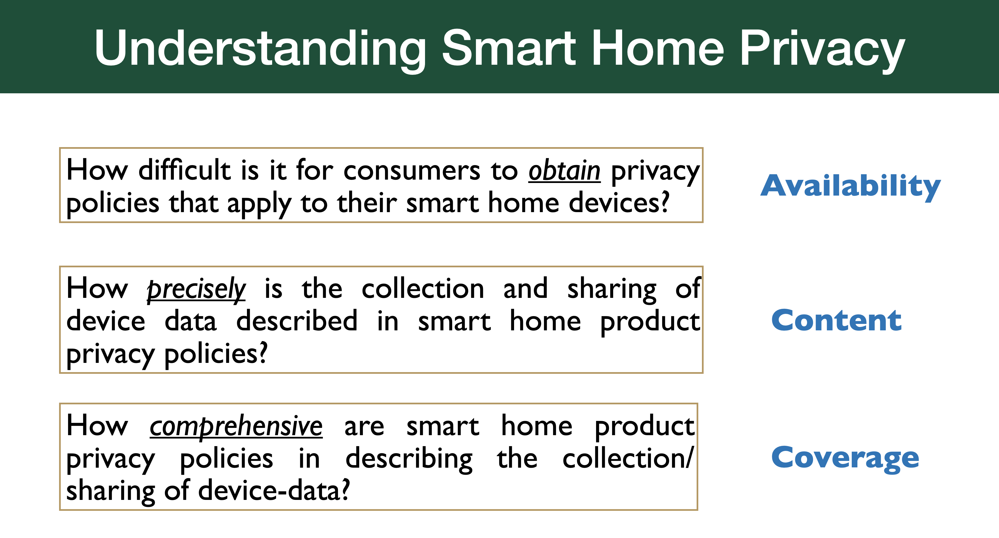 Understanding Smart Home Privacy
How difficult is it for consumers to obtain privacy
policies that apply to their smart home devices?
Availability
How precisely is the collection and sharing of
device data described in smart home product
privacy policies?
Content
How comprehensive are smart home product
privacy policies in describing the collection/
sharing of device-data?
Coverage